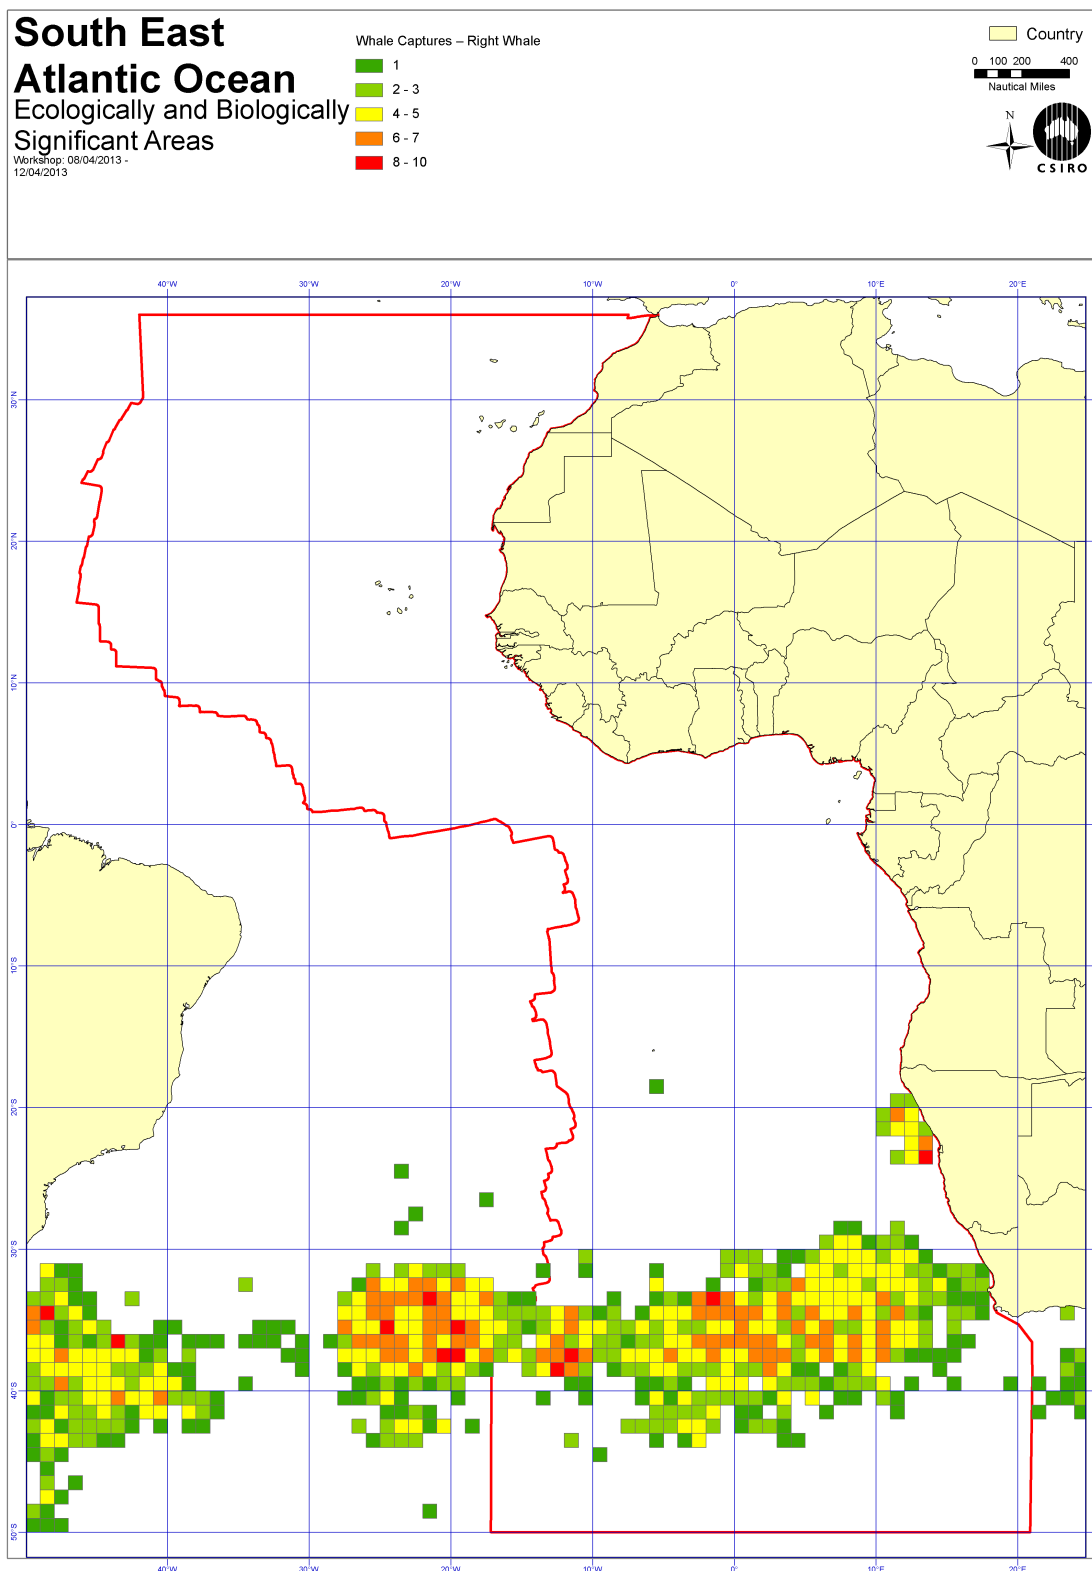 South East
Atlantic Ocean
Ecologically and Biologically
Significant Areas
Workshop: 08/04/2013 -
12/04/2013
Whale Captures – Right Whale
1
2 - 3
4 - 5
6 - 7
8 - 10
Country
0 100 200 400
Nautical Miles
N
CSIRO
40°W 30°W 20°W 10°W 0° 10°E 20°E
30°N
20°N
10°N
0°
10°S
20°S
30°S
40°S
50°S
40°W 30°W 20°W 10°W 0° 10°E 20°E